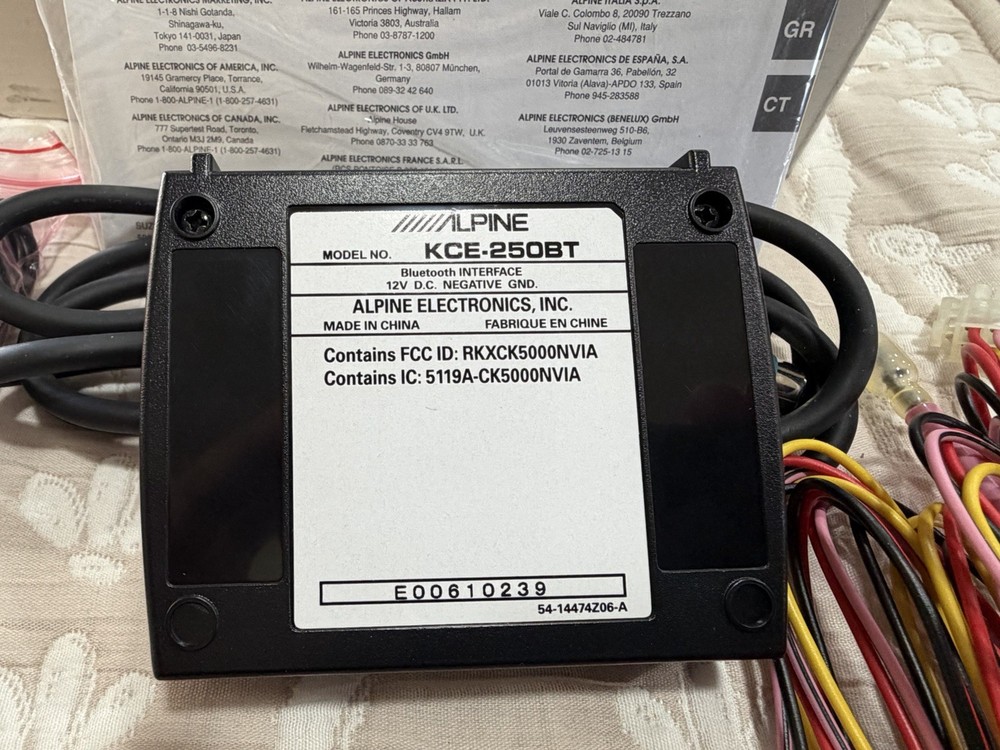 ALPINE ELECTRONICS MARKETING, INC.
1-1-8 Nishi Gotanda,
Shinagawa-ku,
Tokyo 141-0031, Japan
Phone 03-5496-8231
ALPINE ELECTRONICS OF AMERICA, INC.
19145 Gramercy Place, Torrance,
California 90501, U.S.A.
Phone 1-800-ALPINE-1 (1-800-257-4631)
ALPINE ELECTRONICS OF CANADA, INC.
777 Supertest Road, Toronto,
Ontario M3J 2M9, Canada
Phone 1-800-ALPINE-1 (1-800-257-4631)
161-165 Princes Highway, Hallam
Victoria 3803, Australia
Phone 03-8787-1200
ALPINE ELECTRONICS GmbH
Wilhelm-Wagenfeld-Str. 1-3, 80807 München,
Germany
Phone 089-32 42 640
ALPINE ELECTRONICS OF U.K. LTD.
Alpine House
Fletchamstead Highway, Coventry CV4 9TW, U.K.
Phone 0870-33 33 763
ALPINE ELECTRONICS FRANCE S.A.R.L.
ALPINE ITALIA S.p.A.
Viale C. Colombo 8, 20090 Trezzano
Sul Naviglio (MI), Italy
Phone 02-484781
ALPINE ELECTRONICS DE ESPAÑA, S.A.
Portal de Gamarra 36, Pabellón, 32
01013 Vitoria (Alava)-APDO 133, Spain
Phone 945-283588
ALPINE ELECTRONICS (BENELUX) GmbH
Leuvensesteenweg 510-B6,
1930 Zaventem, Belgium
Phone 02-725-13 15
GR
CT
ALPINE
MODEL NO. KCE-250BT
Bluetooth INTERFACE
12V D.C. NEGATIVE GND.
ALPINE ELECTRONICS, INC.
MADE IN CHINA FABRIQUE EN CHINE
Contains FCC ID: RKXCK5000NVIA
Contains IC: 5119A-CK5000NVIA
E00610239
54-14474Z06-A